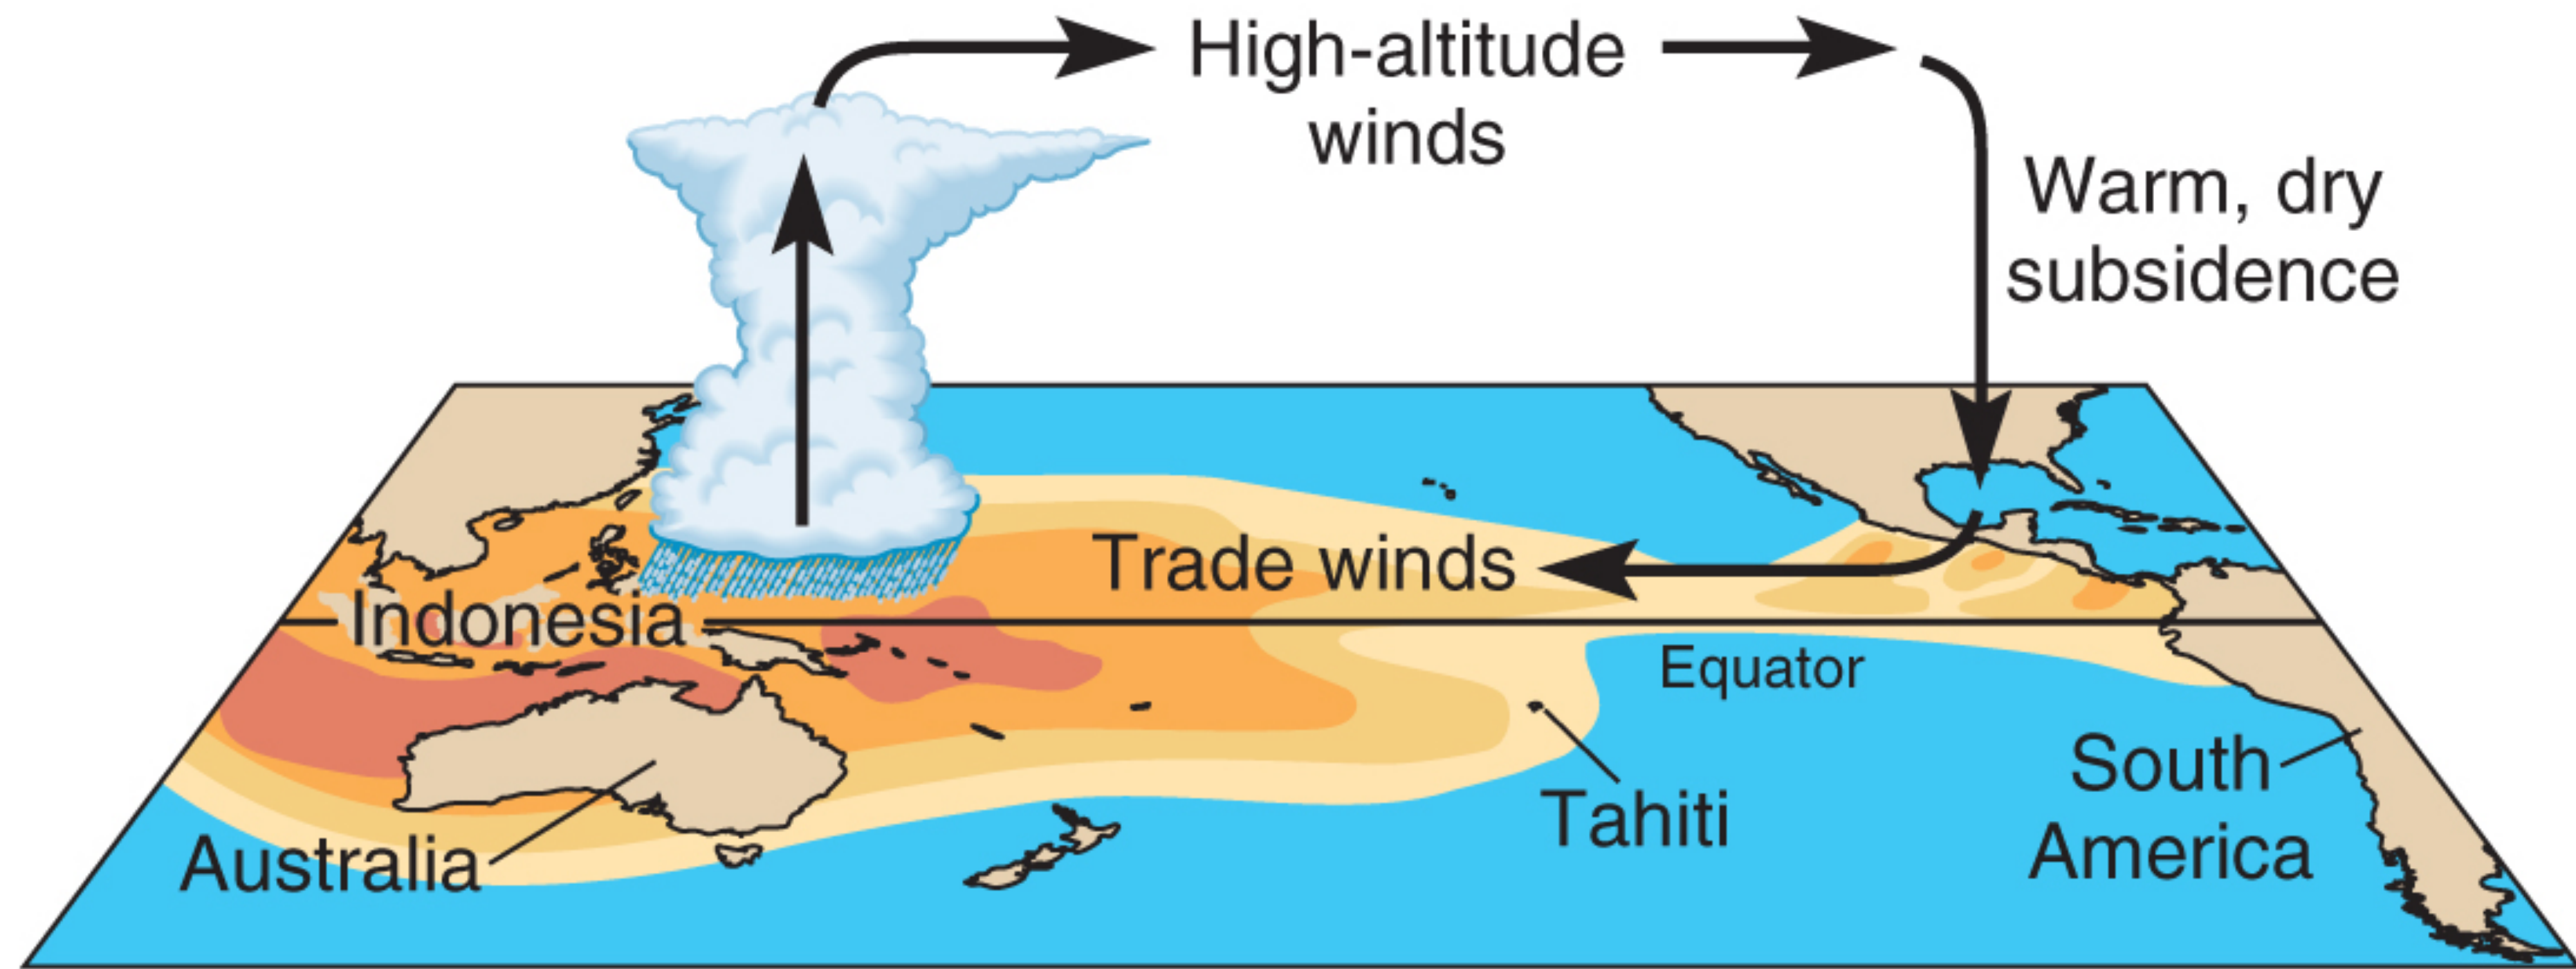 High-altitude
winds
Warm, dry
subsidence
Trade winds
Indonesia
Equator
Tahiti
South
America
Australia